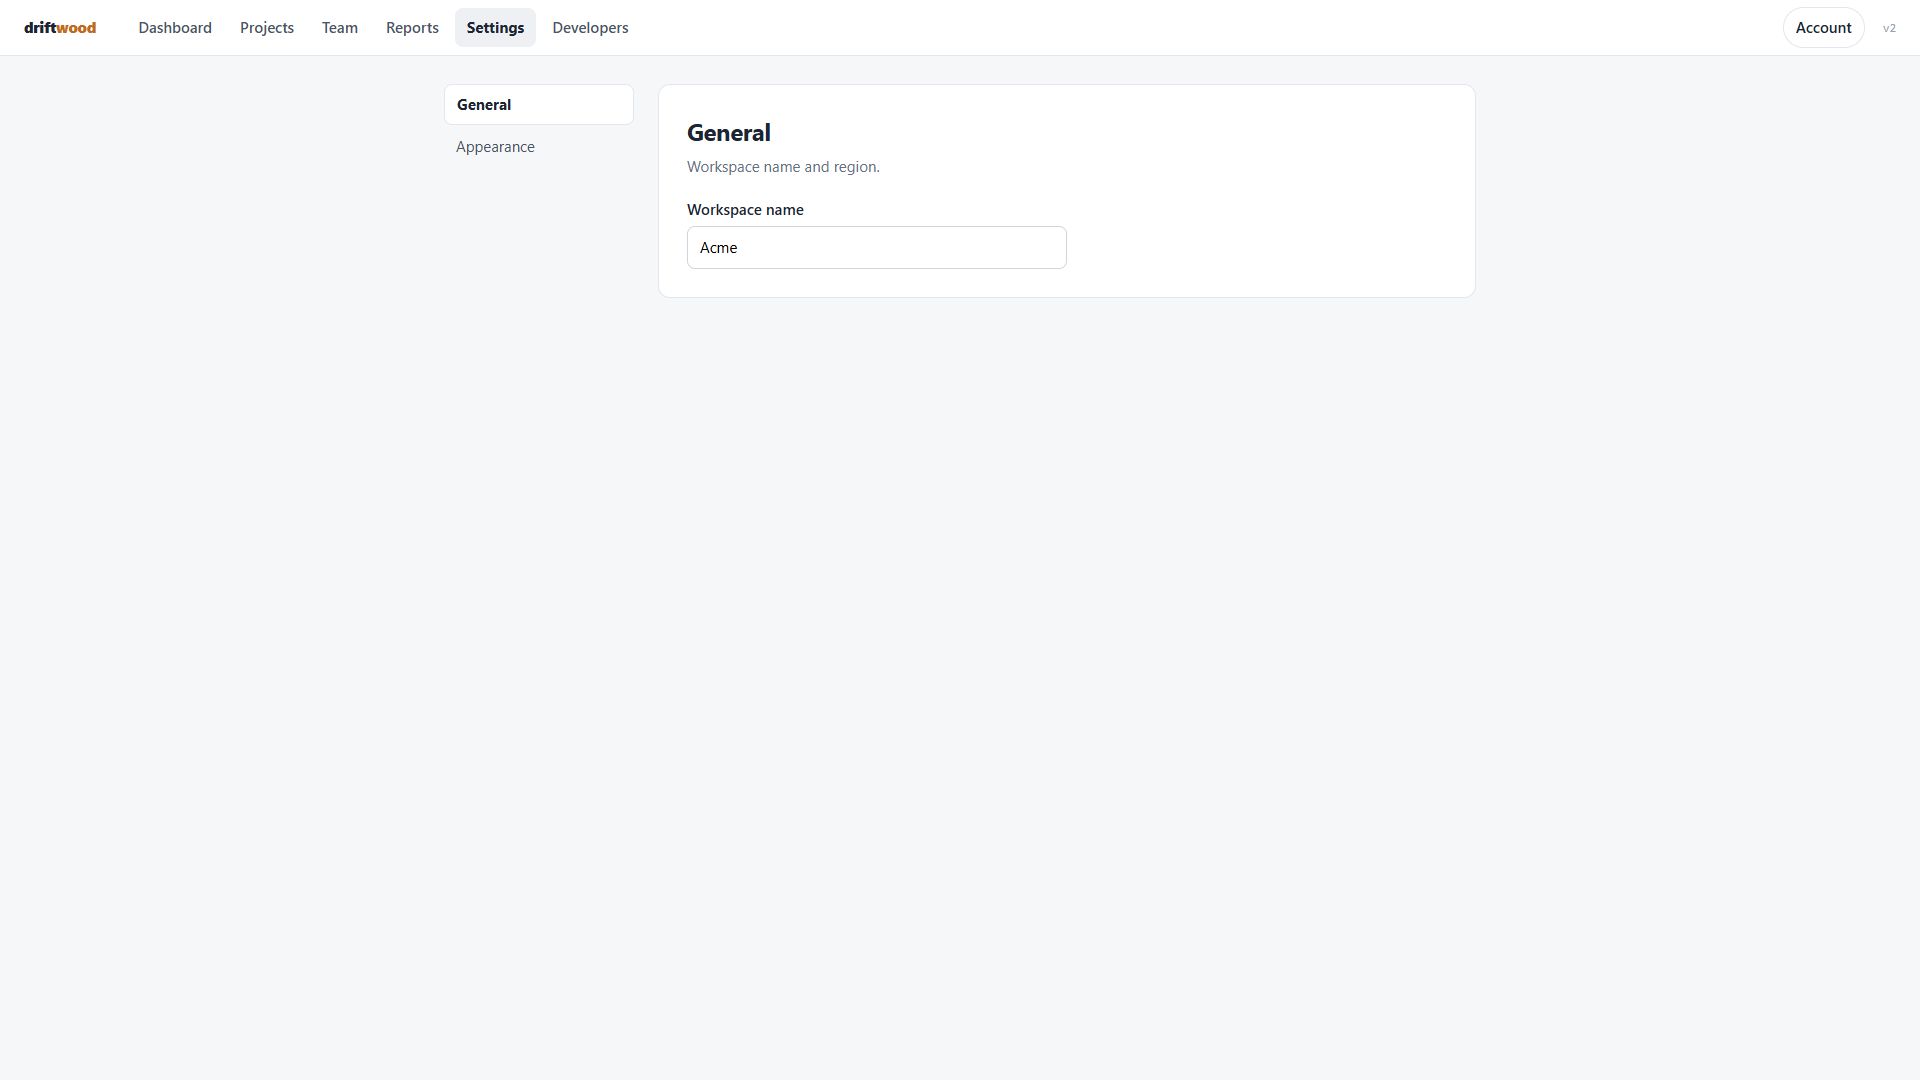 driftwood Dashboard Projects Team Reports Settings Developers Account v2
General
Appearance
General
Workspace name and region.
Workspace name
Acme